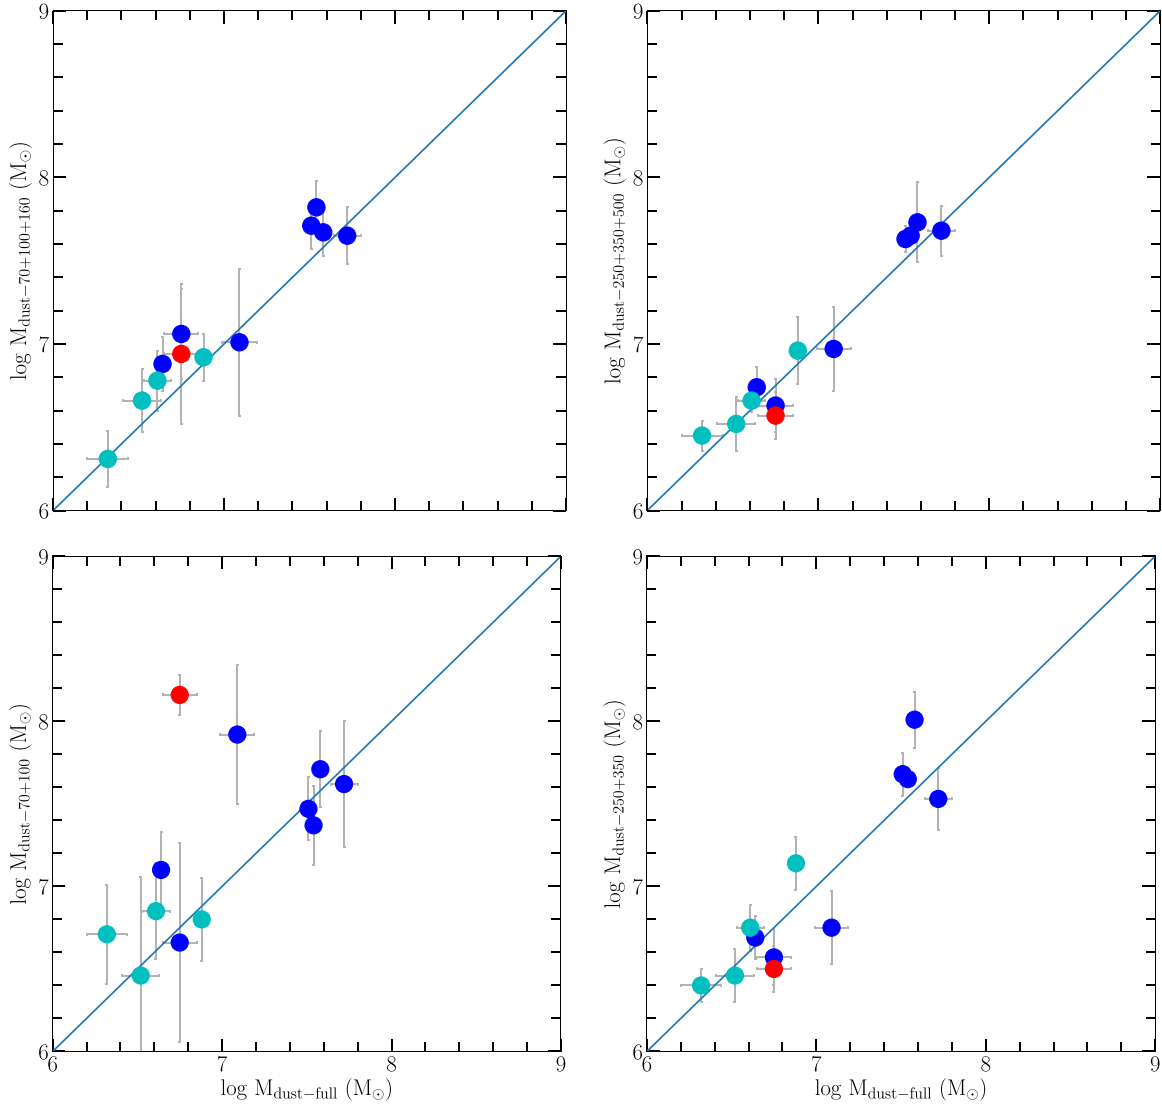 9
8
7
6
log M_dust−70+100+160 (M_⊙)
9
8
7
6
log M_dust−250+350+500 (M_⊙)
9
8
7
6
log M_dust−70+100 (M_⊙)
6 7 8 9
log M_dust−full (M_⊙)
9
8
7
6
log M_dust−250+350 (M_⊙)
6 7 8 9
log M_dust−full (M_⊙)